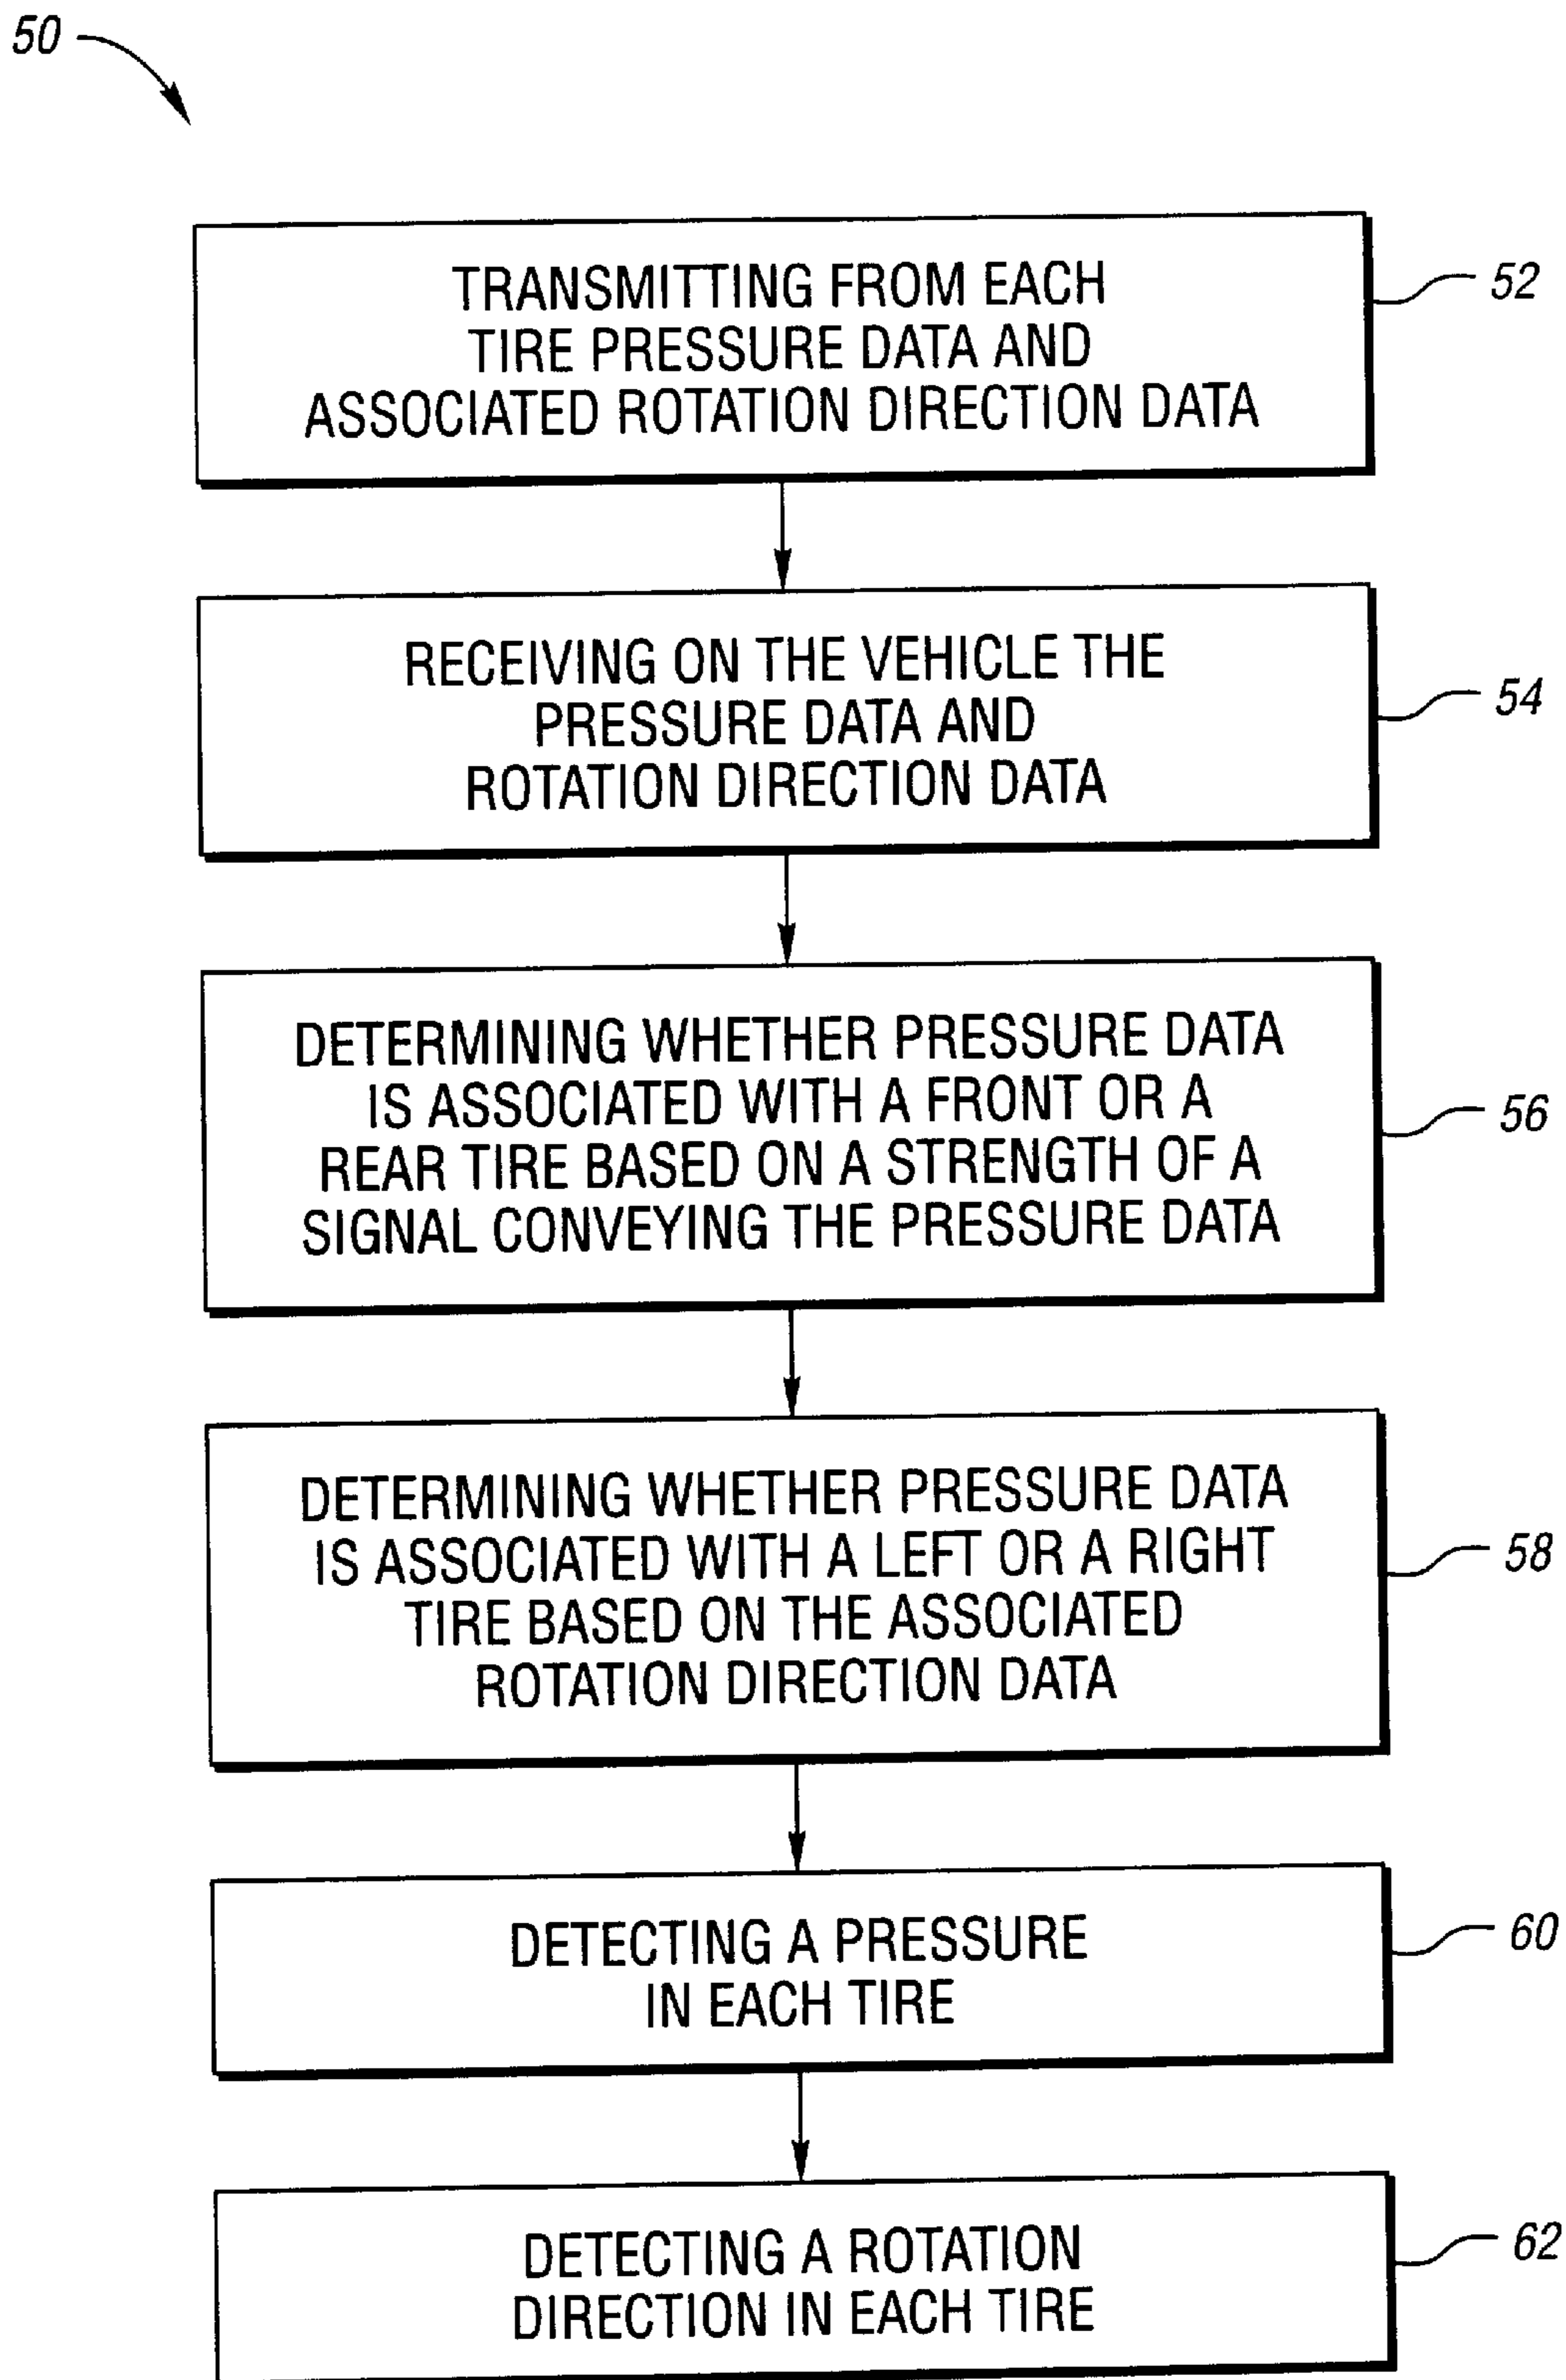 50
TRANSMITTING FROM EACH
TIRE PRESSURE DATA AND
ASSOCIATED ROTATION DIRECTION DATA
52
RECEIVING ON THE VEHICLE THE
PRESSURE DATA AND
ROTATION DIRECTION DATA
54
DETERMINING WHETHER PRESSURE DATA
IS ASSOCIATED WITH A FRONT OR A
REAR TIRE BASED ON A STRENGTH OF A
SIGNAL CONVEYING THE PRESSURE DATA
56
DETERMINING WHETHER PRESSURE DATA
IS ASSOCIATED WITH A LEFT OR A RIGHT
TIRE BASED ON THE ASSOCIATED
ROTATION DIRECTION DATA
58
DETECTING A PRESSURE
IN EACH TIRE
60
DETECTING A ROTATION
DIRECTION IN EACH TIRE
62